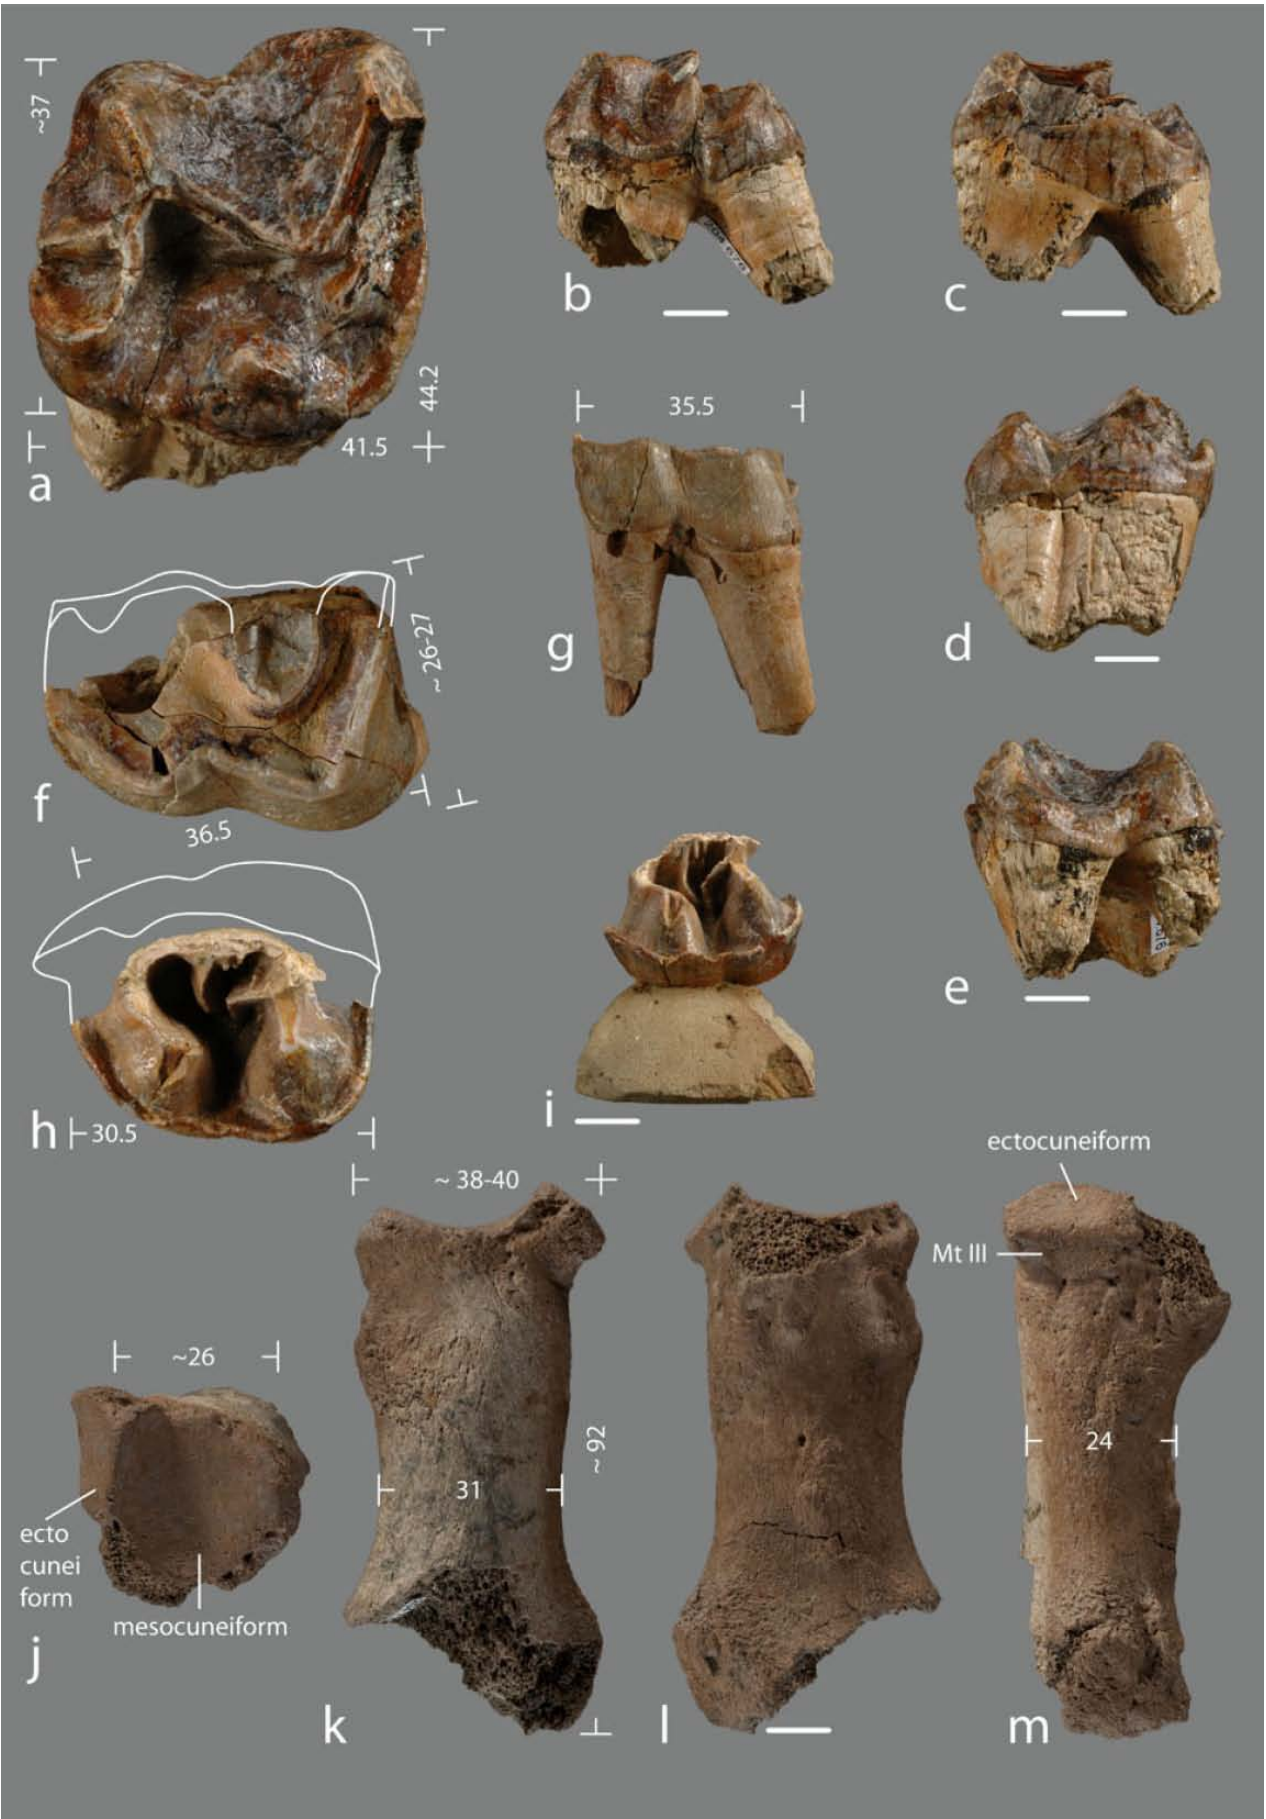 ~37
44.2
41.5
a
b
c
35.5
g
d
~26-27
f
36.5
e
h
30.5
i
~ 38-40
ectocuneiform
Mt III
~26
24
31
~ 92
ecto
cunei
form
mesocuneiform
j
k
l
m